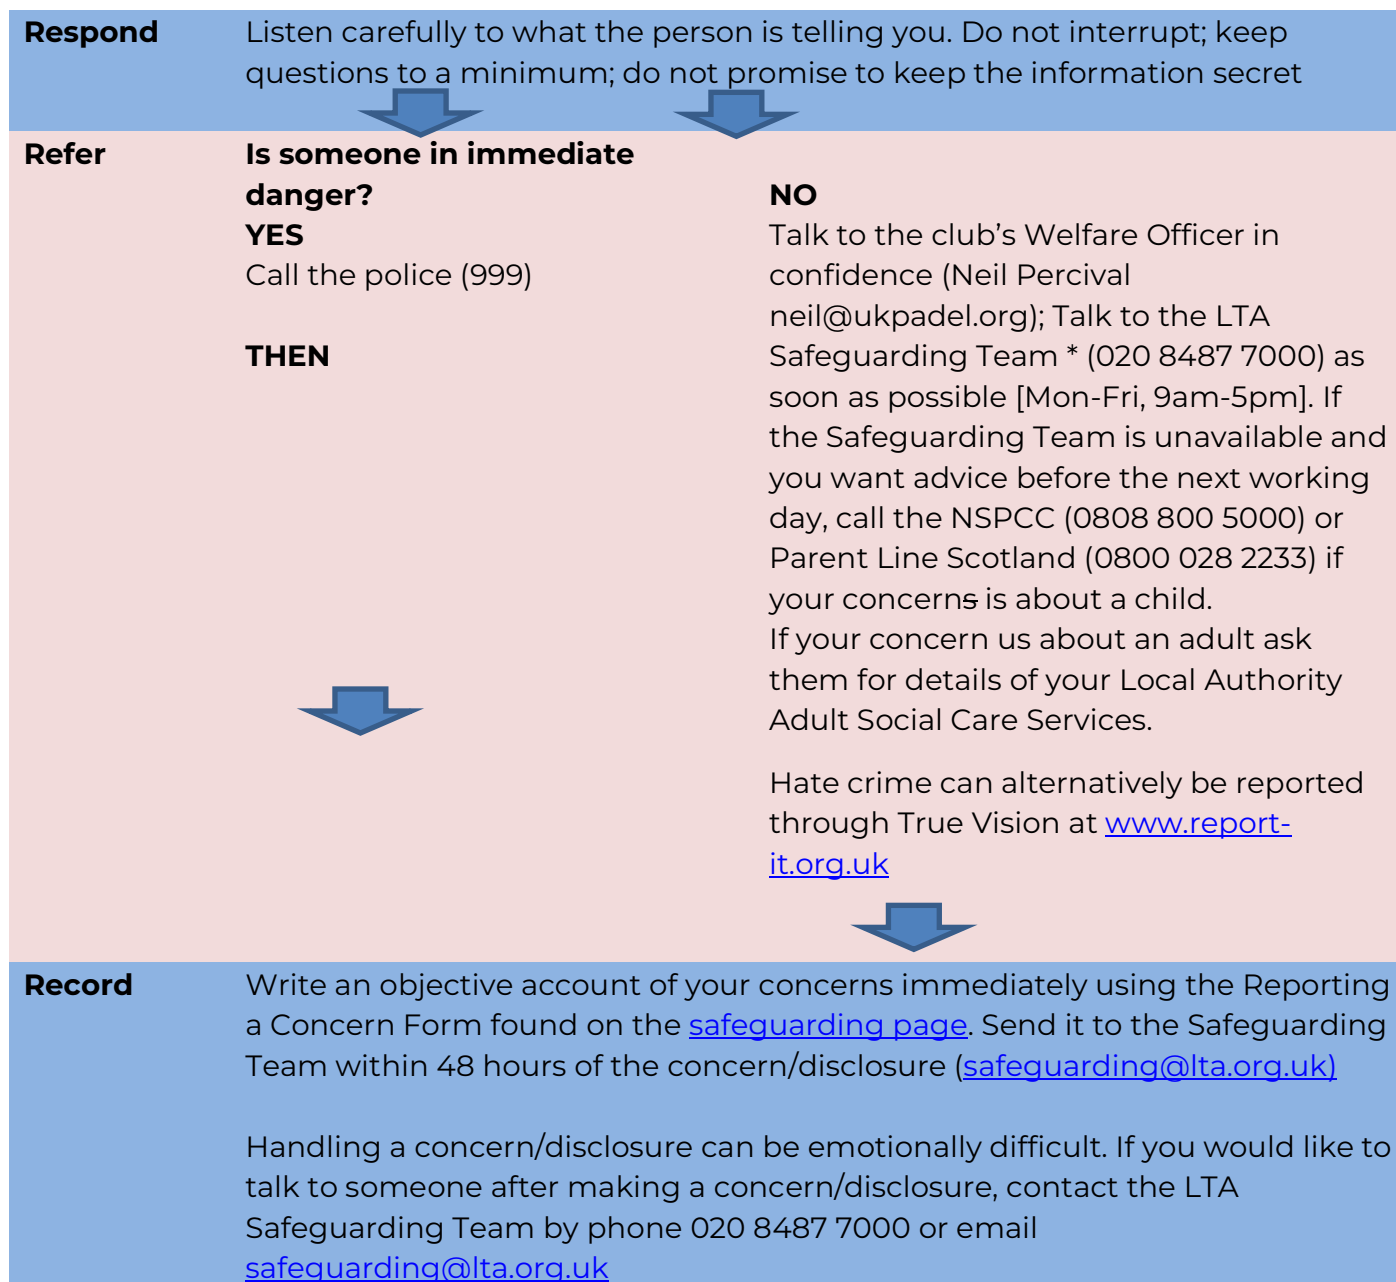 Respond
Listen carefully to what the person is telling you. Do not interrupt; keep
questions to a minimum; do not promise to keep the information secret
Refer
Is someone in immediate
danger?
YES
Call the police (999)
THEN
NO
Talk to the club’s Welfare Officer in
confidence (Neil Percival
neil@ukpadel.org); Talk to the LTA
Safeguarding Team * (020 8487 7000) as
soon as possible [Mon-Fri, 9am-5pm]. If
the Safeguarding Team is unavailable and
you want advice before the next working
day, call the NSPCC (0808 800 5000) or
Parent Line Scotland (0800 028 2233) if
your concerns is about a child.
If your concern us about an adult ask
them for details of your Local Authority
Adult Social Care Services.
Hate crime can alternatively be reported
through True Vision at www.report-
it.org.uk
Record
Write an objective account of your concerns immediately using the Reporting
a Concern Form found on the safeguarding page. Send it to the Safeguarding
Team within 48 hours of the concern/disclosure (safeguarding@lta.org.uk)
Handling a concern/disclosure can be emotionally difficult. If you would like to
talk to someone after making a concern/disclosure, contact the LTA
Safeguarding Team by phone 020 8487 7000 or email
safeguarding@lta.org.uk